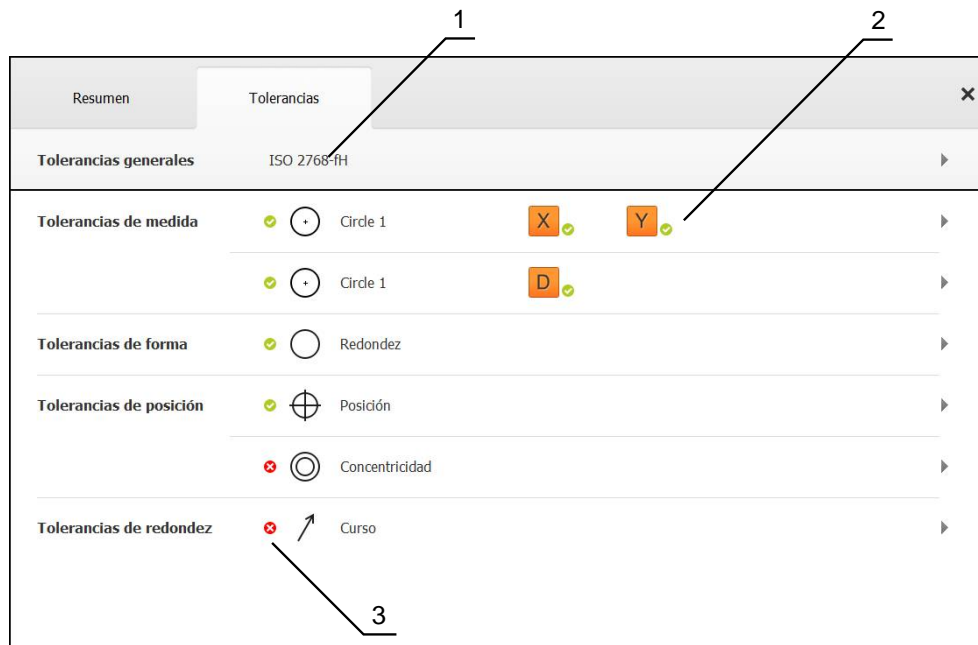 1
2
Resumen
Tolerancias
Tolerancias generales ISO 2768-fH
Tolerancias de medida Circle 1 X Y
Circle 1 D
Tolerancias de forma Redondez
Tolerancias de posición Posición
Concentricidad
Tolerancias de redondez Curso
3